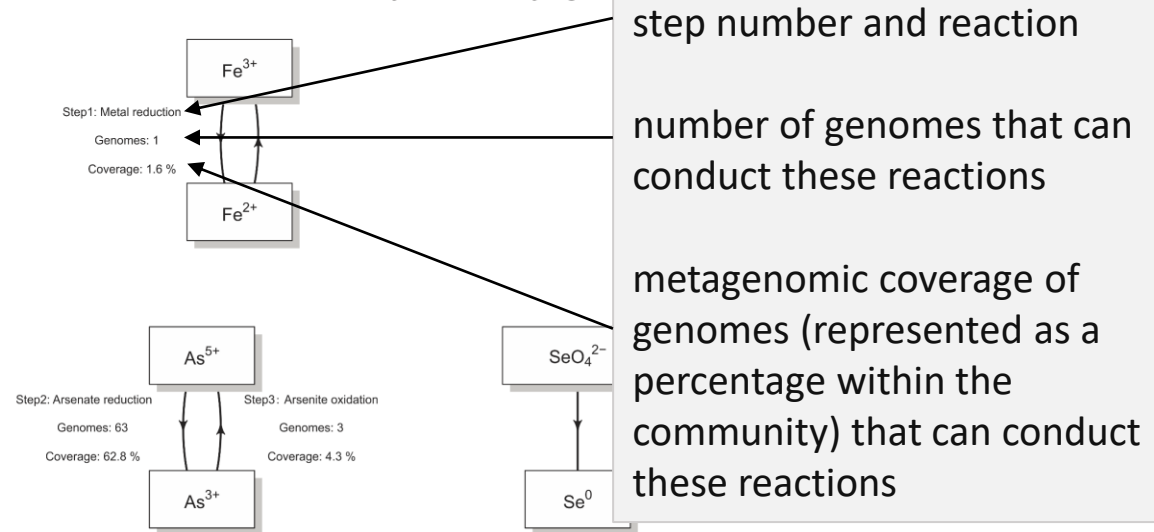 step number and reaction
number of genomes that can
conduct these reactions
metagenomic coverage of
genomes (represented as a
percentage within the
community) that can conduct
these reactions
Fe³⁺
Step1: Metal reduction
Genomes: 1
Coverage: 1.6 %
Fe²⁺
As⁵⁺
Step2: Arsenate reduction
Genomes: 63
Coverage: 62.8 %
Step3: Arsenite oxidation
Genomes: 3
Coverage: 4.3 %
As³⁺
SeO₄²⁻
Se⁰